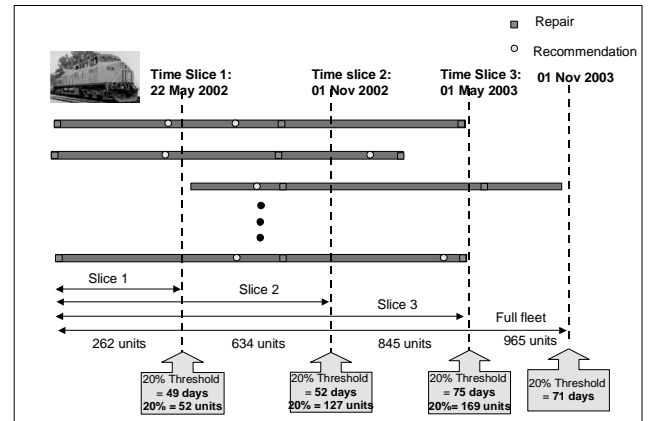 Repair
Recommendation
Time Slice 1:
22 May 2002
Time slice 2:
01 Nov 2002
Time Slice 3:
01 May 2003
01 Nov 2003
Slice 1
Slice 2
Slice 3
Full fleet
262 units
634 units
845 units
965 units
20% Threshold
= 49 days
20% = 52 units
20% Threshold
= 52 days
20% = 127 units
20% Threshold
= 75 days
20%= 169 units
20% Threshold
= 71 days